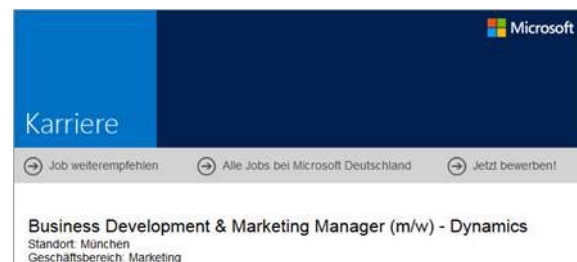 Microsoft
Karriere
Job weiterempfehlen
Alle Jobs bei Microsoft Deutschland
Jetzt bewerben!
Business Development & Marketing Manager (m/w) - Dynamics
Standort: München
Geschäftsbereich: Marketing